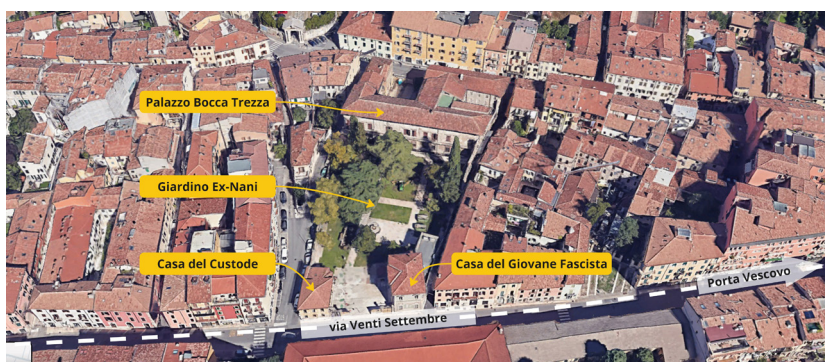 Palazzo Bocca Trezza
Giardino Ex-Nani
Casa del Custode
Casa del Giovane Fascista
Porta Vescovo
via Venti Settembre